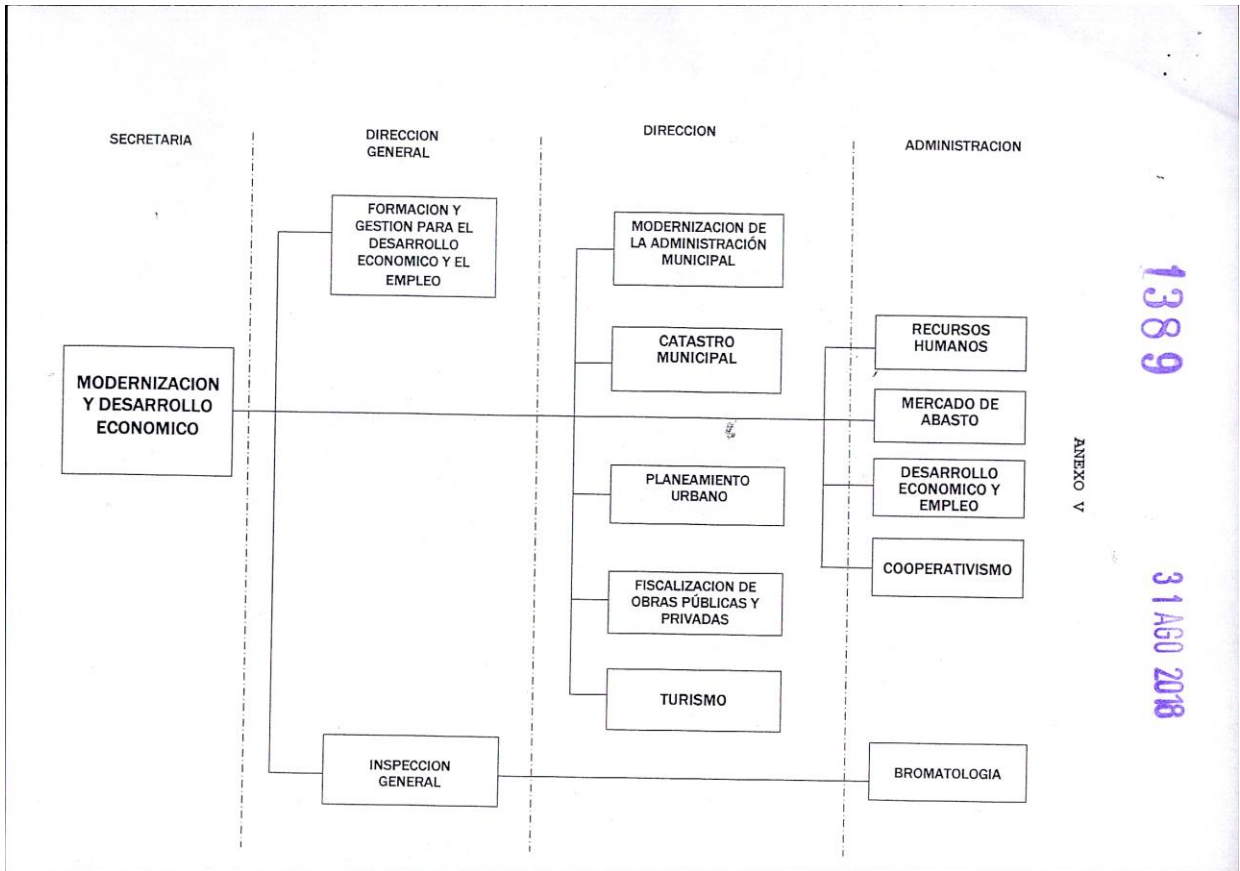 SECRETARIA
DIRECCION
GENERAL
DIRECCION
ADMINISTRACION
MODERNIZACION
Y DESARROLLO
ECONOMICO
FORMACION Y
GESTION PARA EL
DESARROLLO
ECONOMICO Y EL
EMPLEO
INSPECCION
GENERAL
MODERNIZACION DE
LA ADMINISTRACIÓN
MUNICIPAL
CATASTRO
MUNICIPAL
PLANEAMIENTO
URBANO
FISCALIZACION DE
OBRAS PÚBLICAS Y
PRIVADAS
TURISMO
RECURSOS
HUMANOS
MERCADO DE
ABASTO
DESARROLLO
ECONOMICO Y
EMPLEO
COOPERATIVISMO
BROMATOLOGIA
ANEXO V
1389
31 AGO 2018